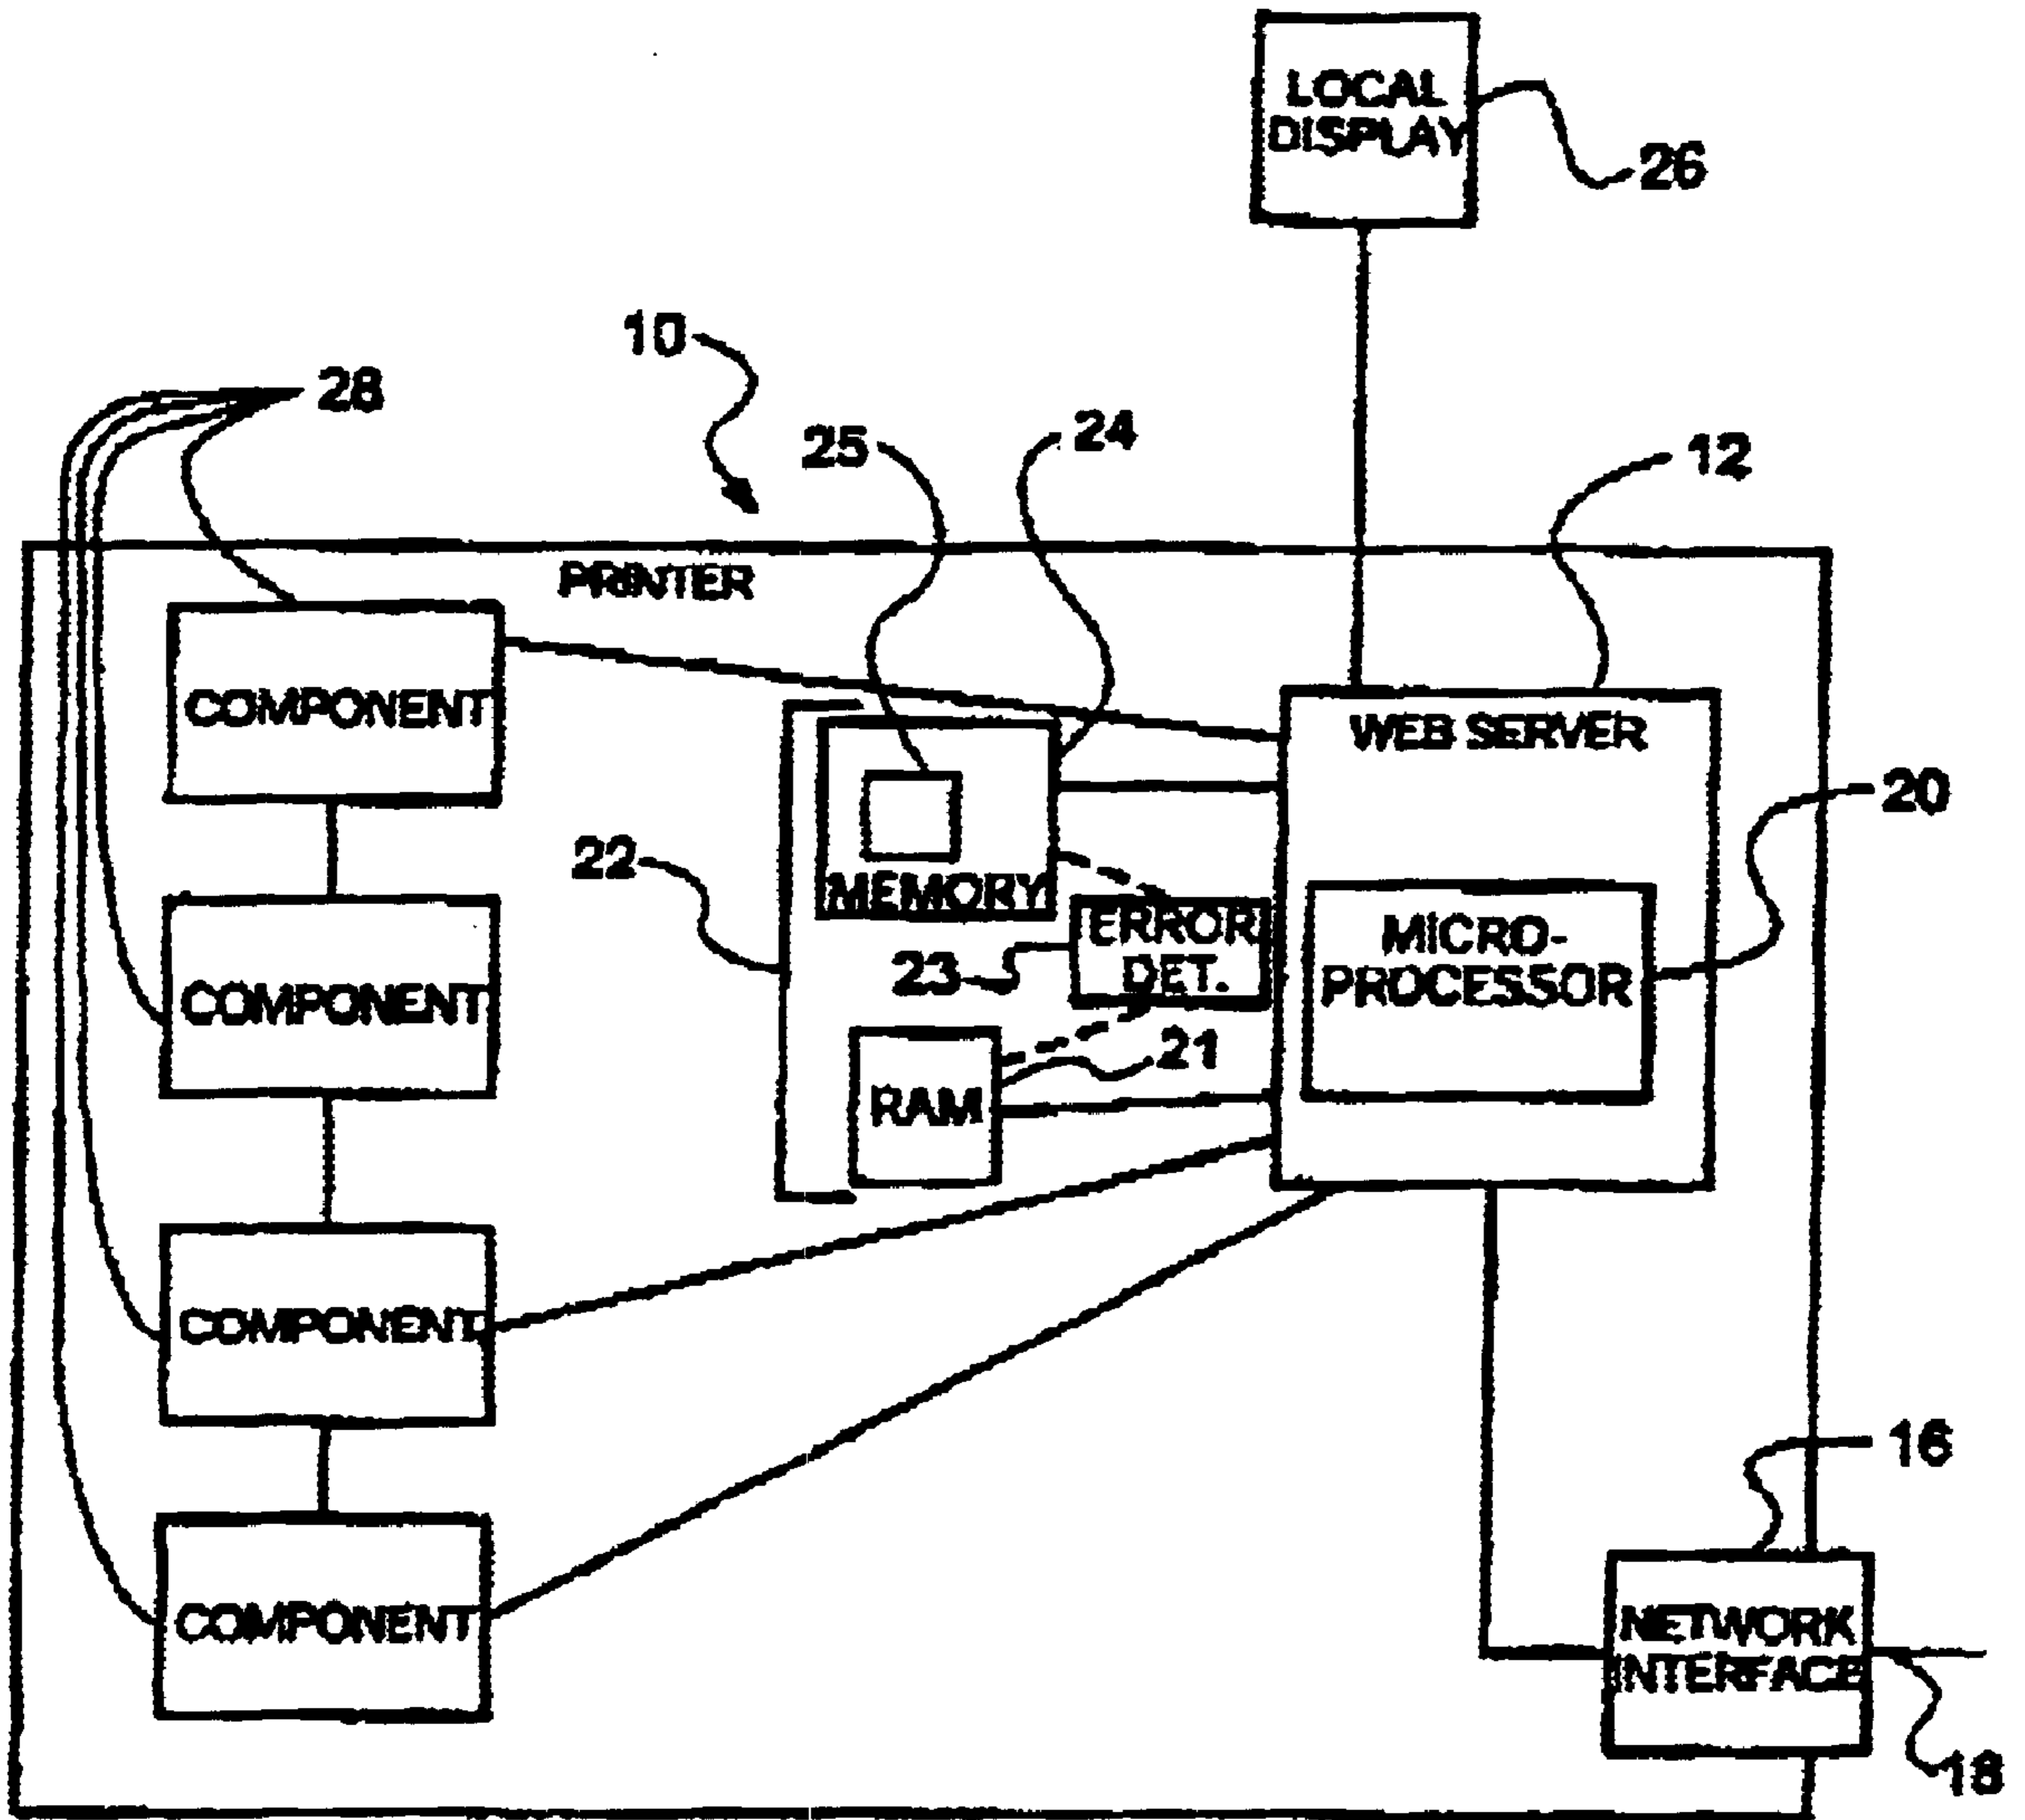 LOCAL
DISPLAY
26
10
28
25
24
12
PRINTER
COMPONENT
WEB SERVER
20
22
MEMORY
ERROR
DET.
MICRO-
PROCESSOR
23
COMPONENT
21
RAM
COMPONENT
16
COMPONENT
NETWORK
INTERFACE
18